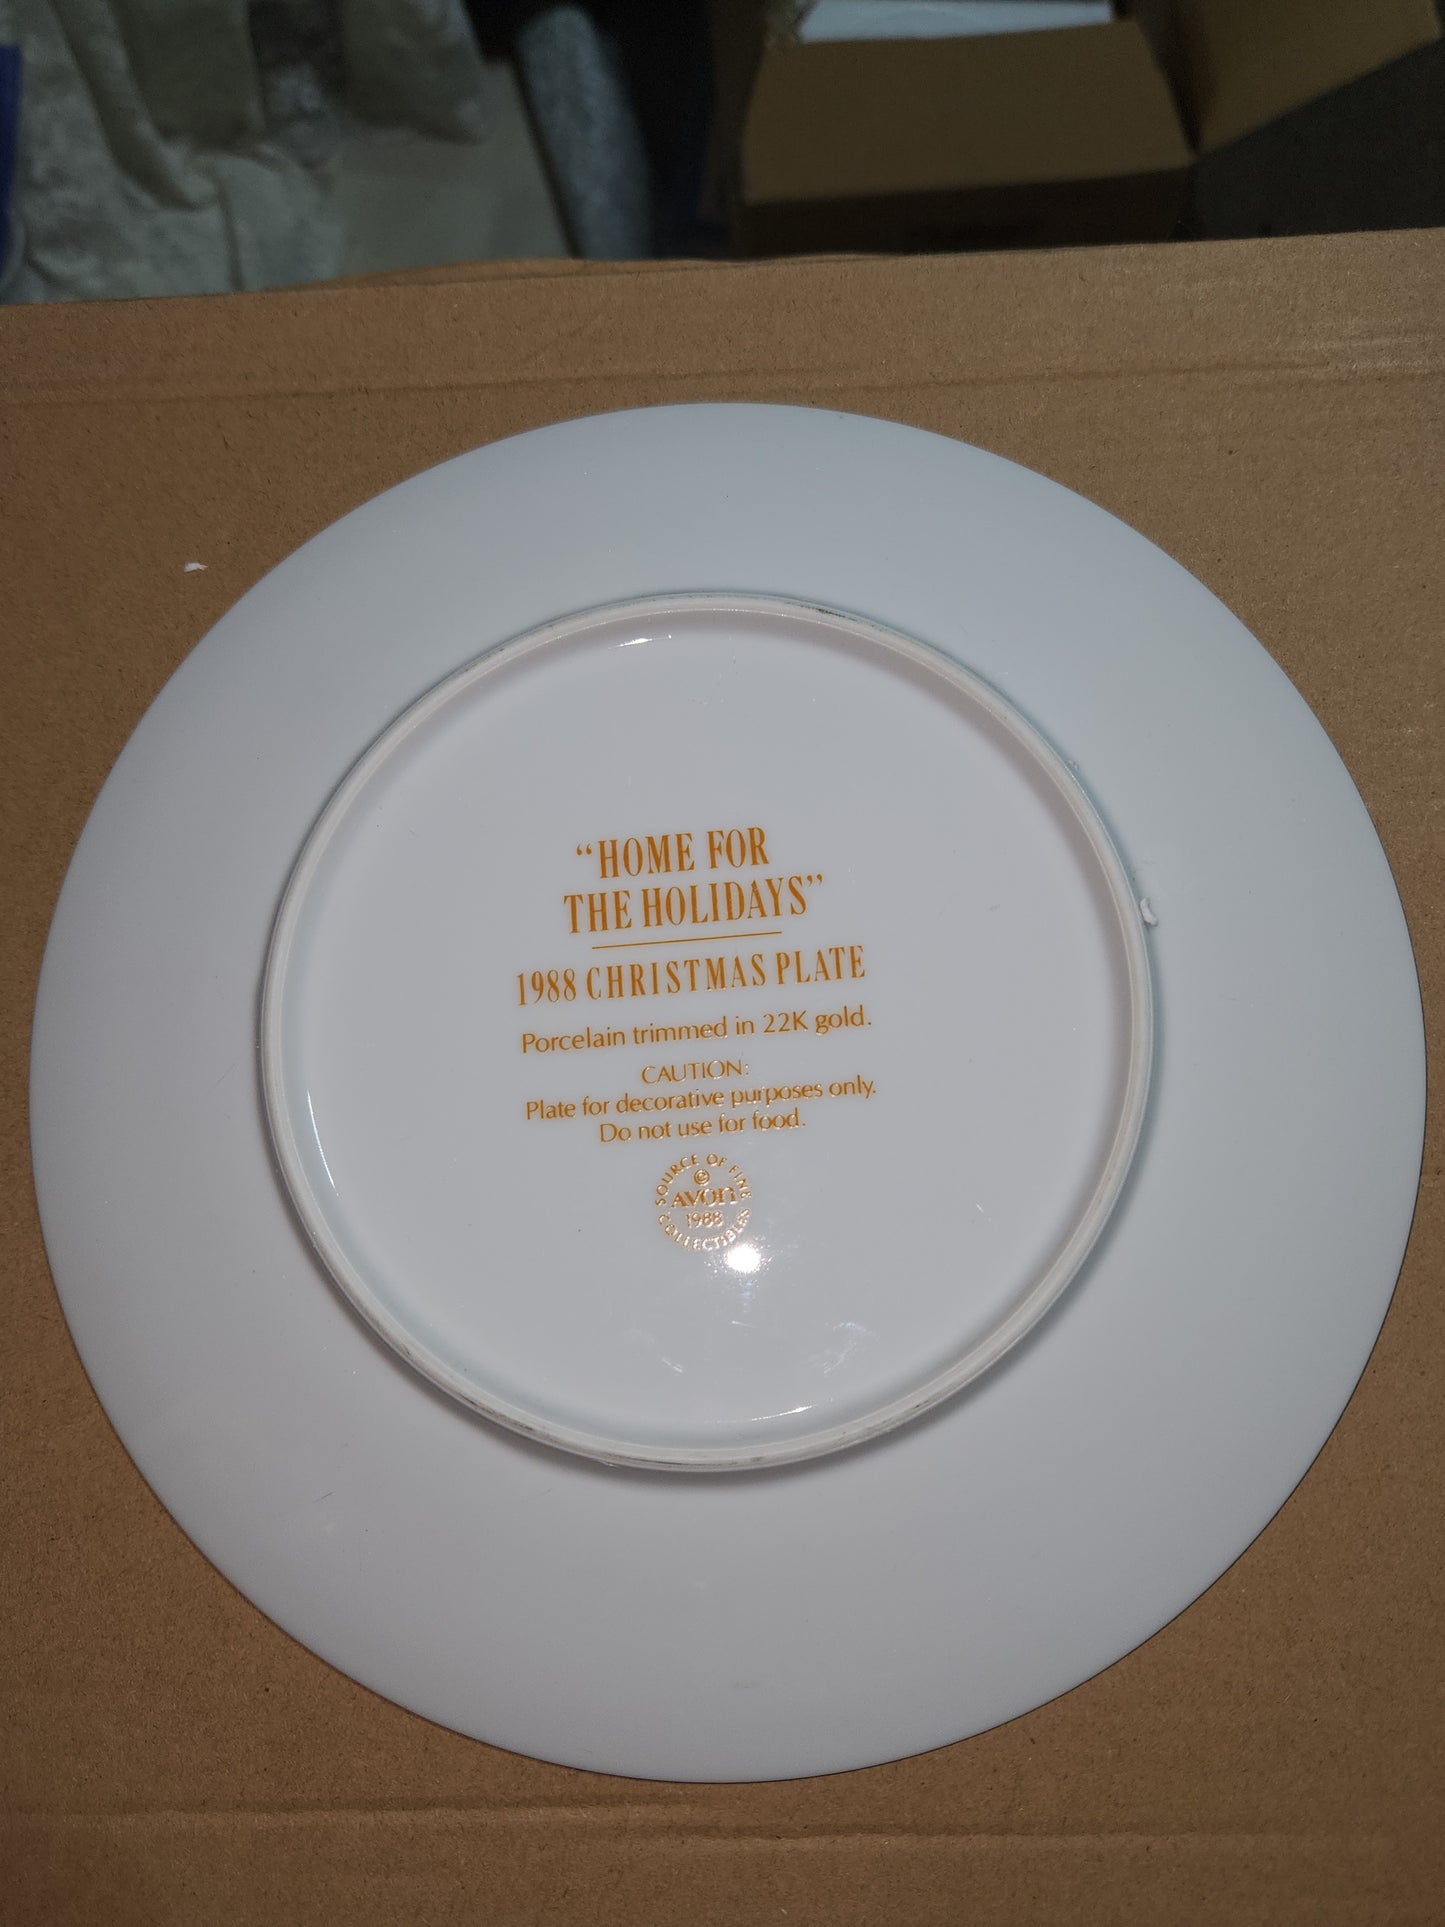 “HOME FOR
THE HOLIDAYS”
1988 CHRISTMAS PLATE
Porcelain trimmed in 22K gold.
CAUTION:
Plate for decorative purposes only.
Do not use for food.
SOURCE OF FINE
©
AVON
1988
COLLECTIBLES